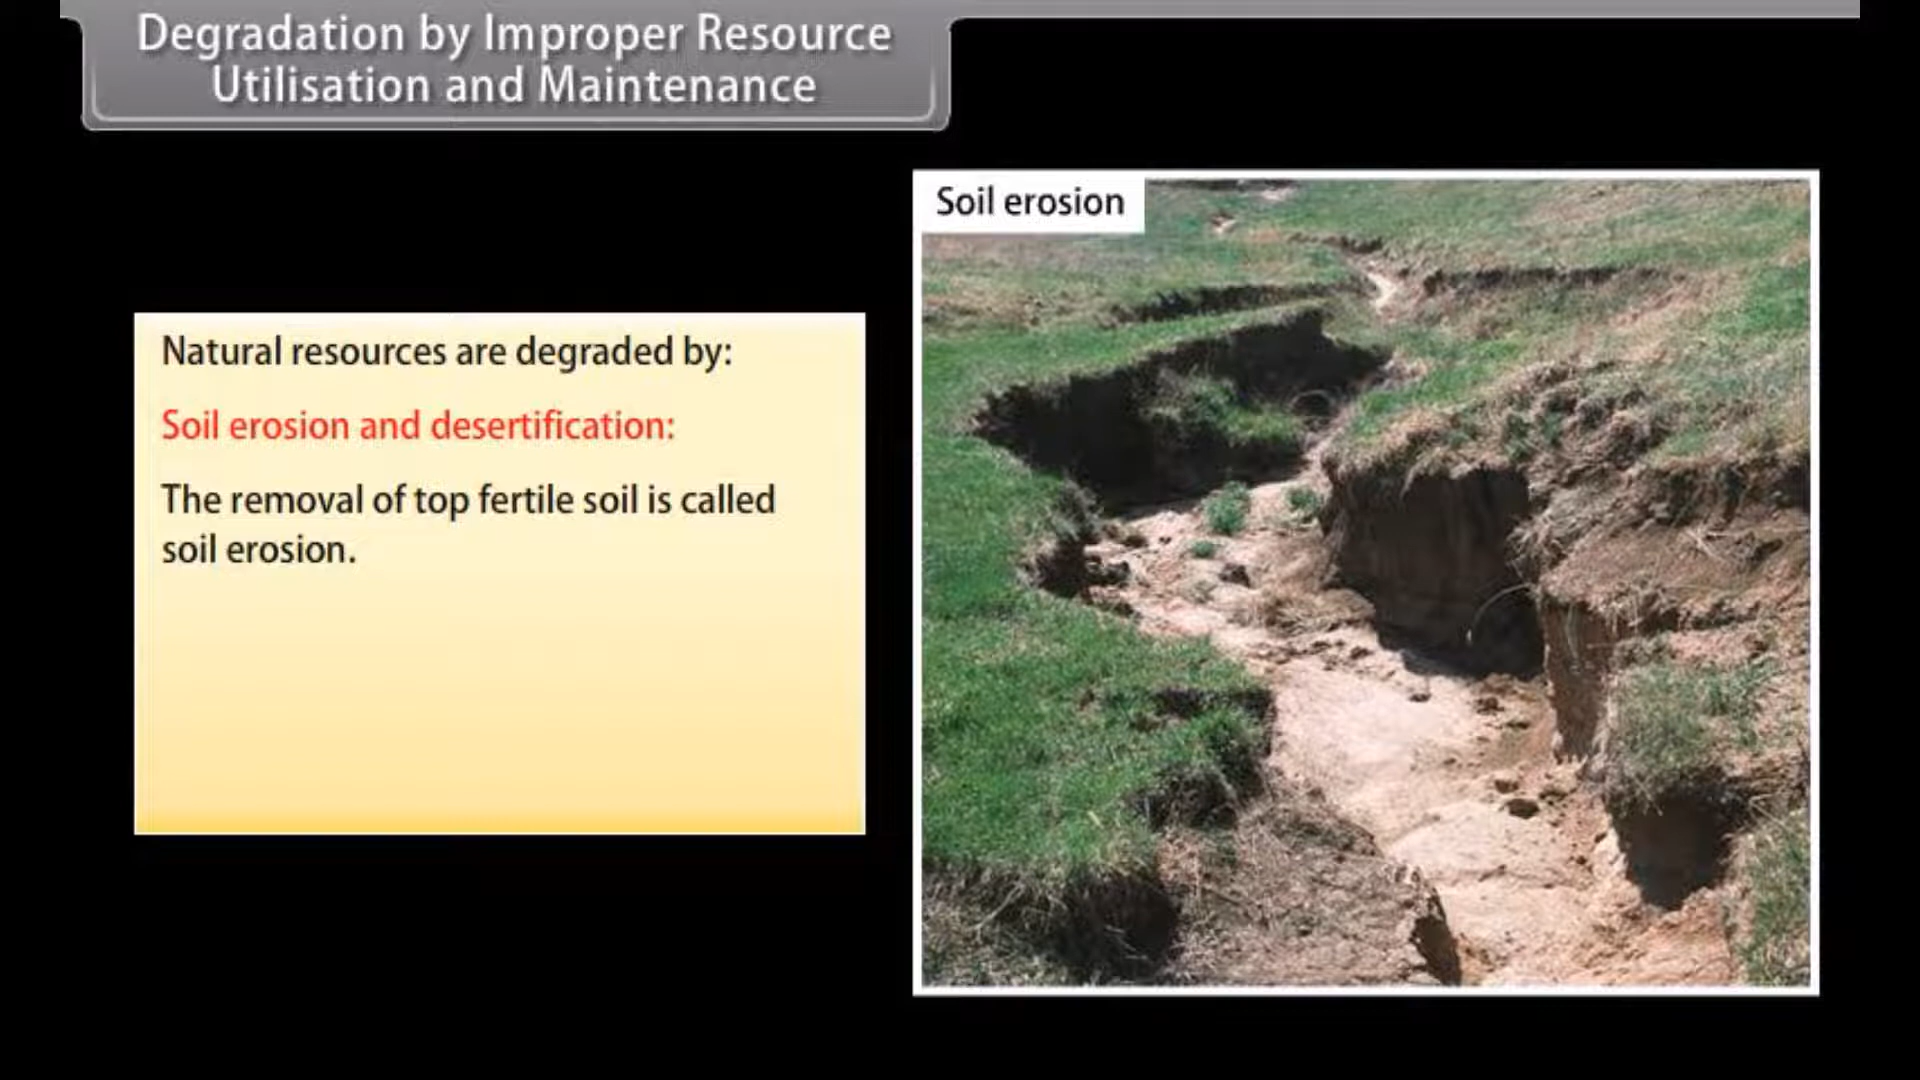 Degradation by Improper Resource
Utilisation and Maintenance
Soil erosion
Natural resources are degraded by:
Soil erosion and desertification:
The removal of top fertile soil is called
soil erosion.